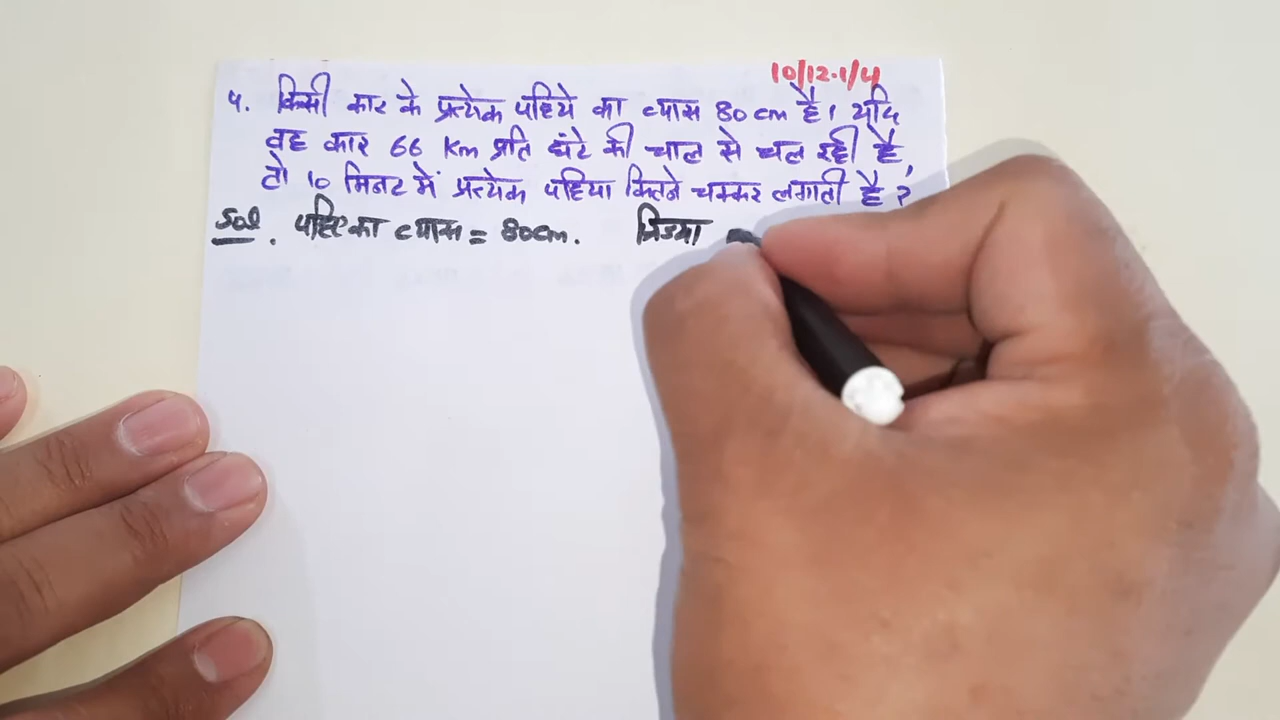 10/12.1/4
4. किसी कार के प्रत्येक पहिये का व्यास 80 cm है। यदि
वह कार 66 Km प्रति घंटे की चाल से चल रही है,
तो 10 मिनट में प्रत्येक पहिया कितने चक्कर लगाती है?
Sol. पहिए का व्यास = 80cm. त्रिज्या